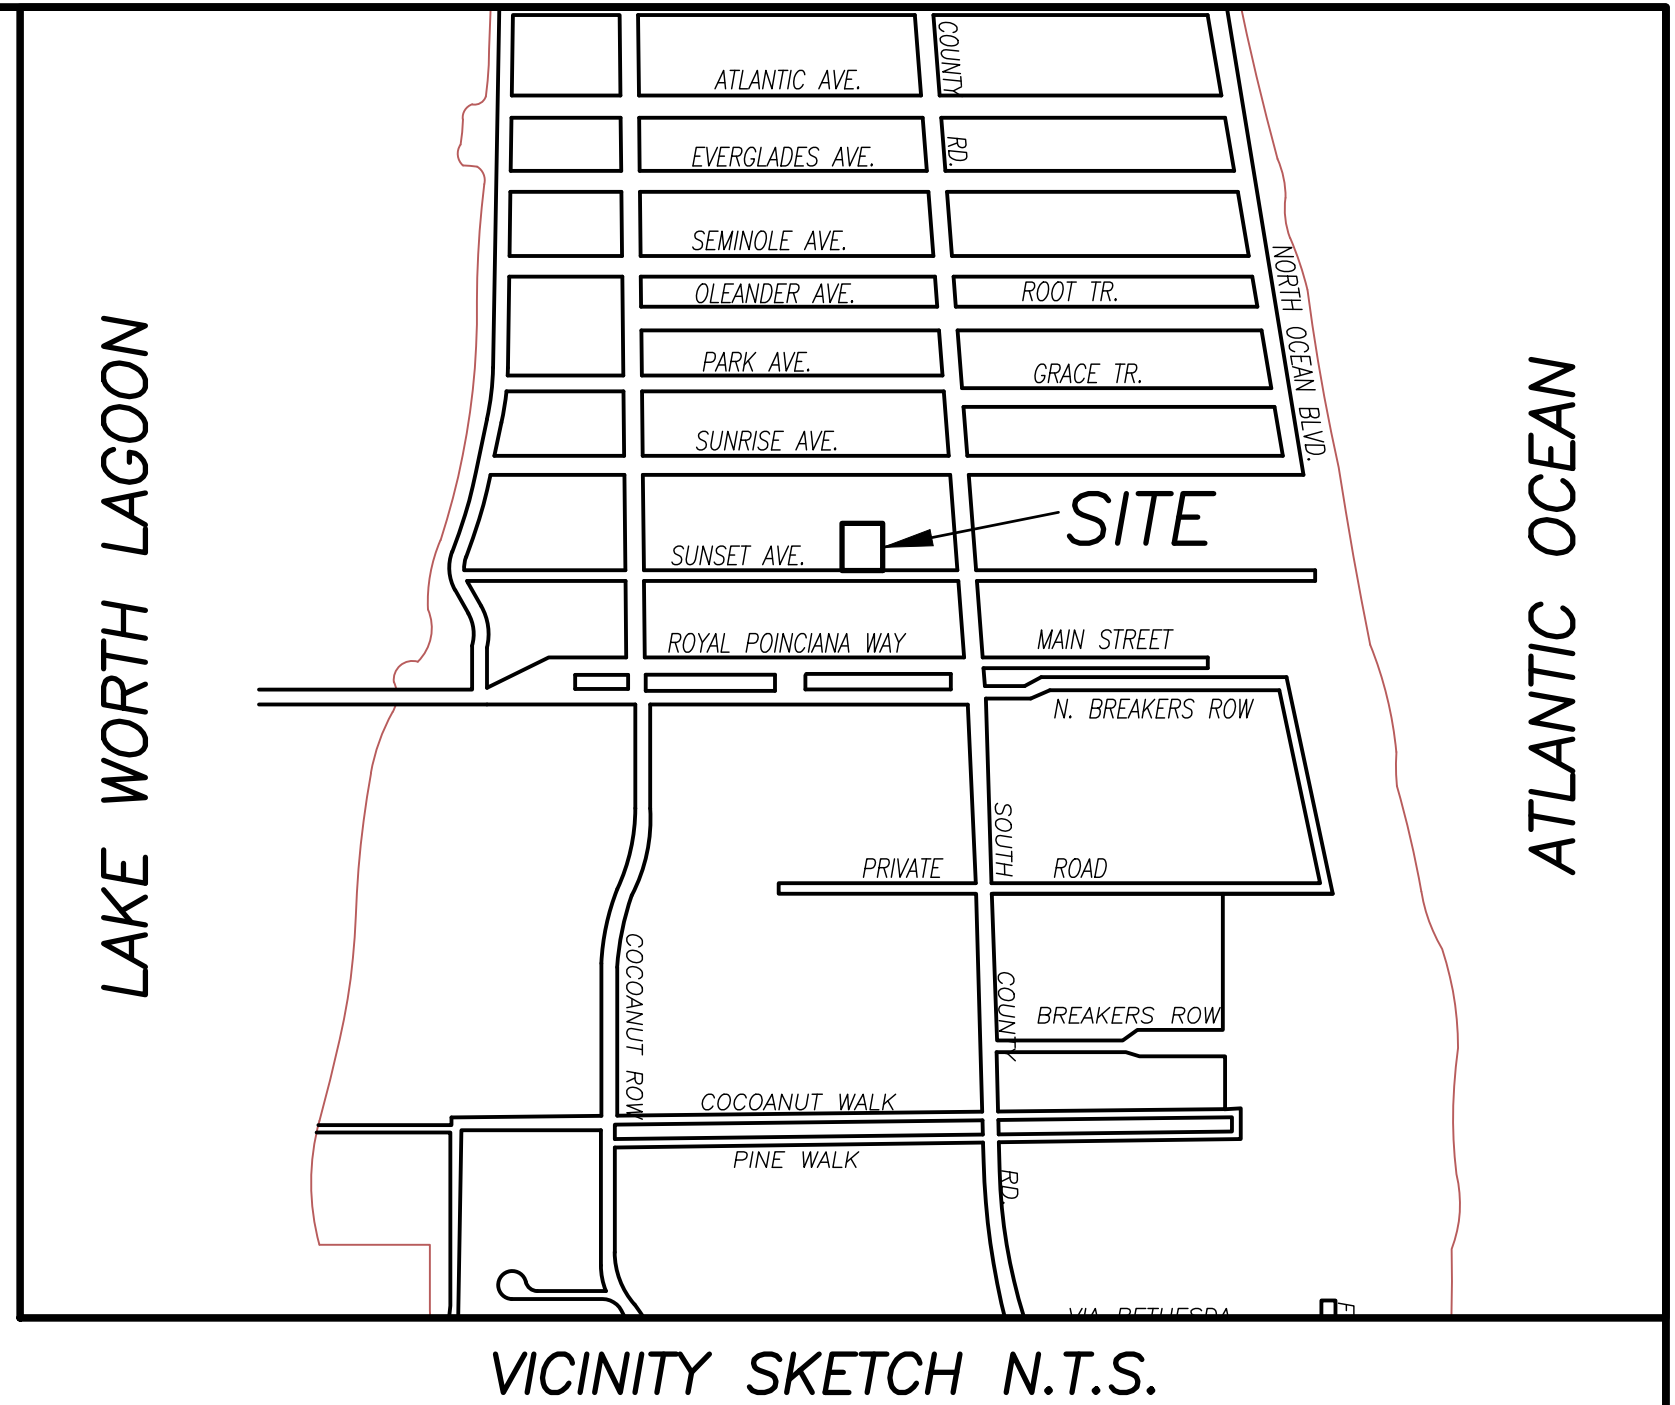 COUNTY
ATLANTIC AVE.
EVERGLADES AVE.
RD.
SEMINOLE AVE.
OLEANDER AVE.
ROOT TR.
NORTH OCEAN BLVD.
PARK AVE.
GRACE TR.
SUNRISE AVE.
LAKE WORTH LAGOON
ATLANTIC OCEAN
SITE
SUNSET AVE.
ROYAL POINCIANA WAY
MAIN STREET
N. BREAKERS ROW
SOUTH
PRIVATE
ROAD
COCOANUT ROW
COUNTY
BREAKERS ROW
COCOANUT WALK
PINE WALK
RD.
VIA BETHESDA
VICINITY SKETCH N.T.S.